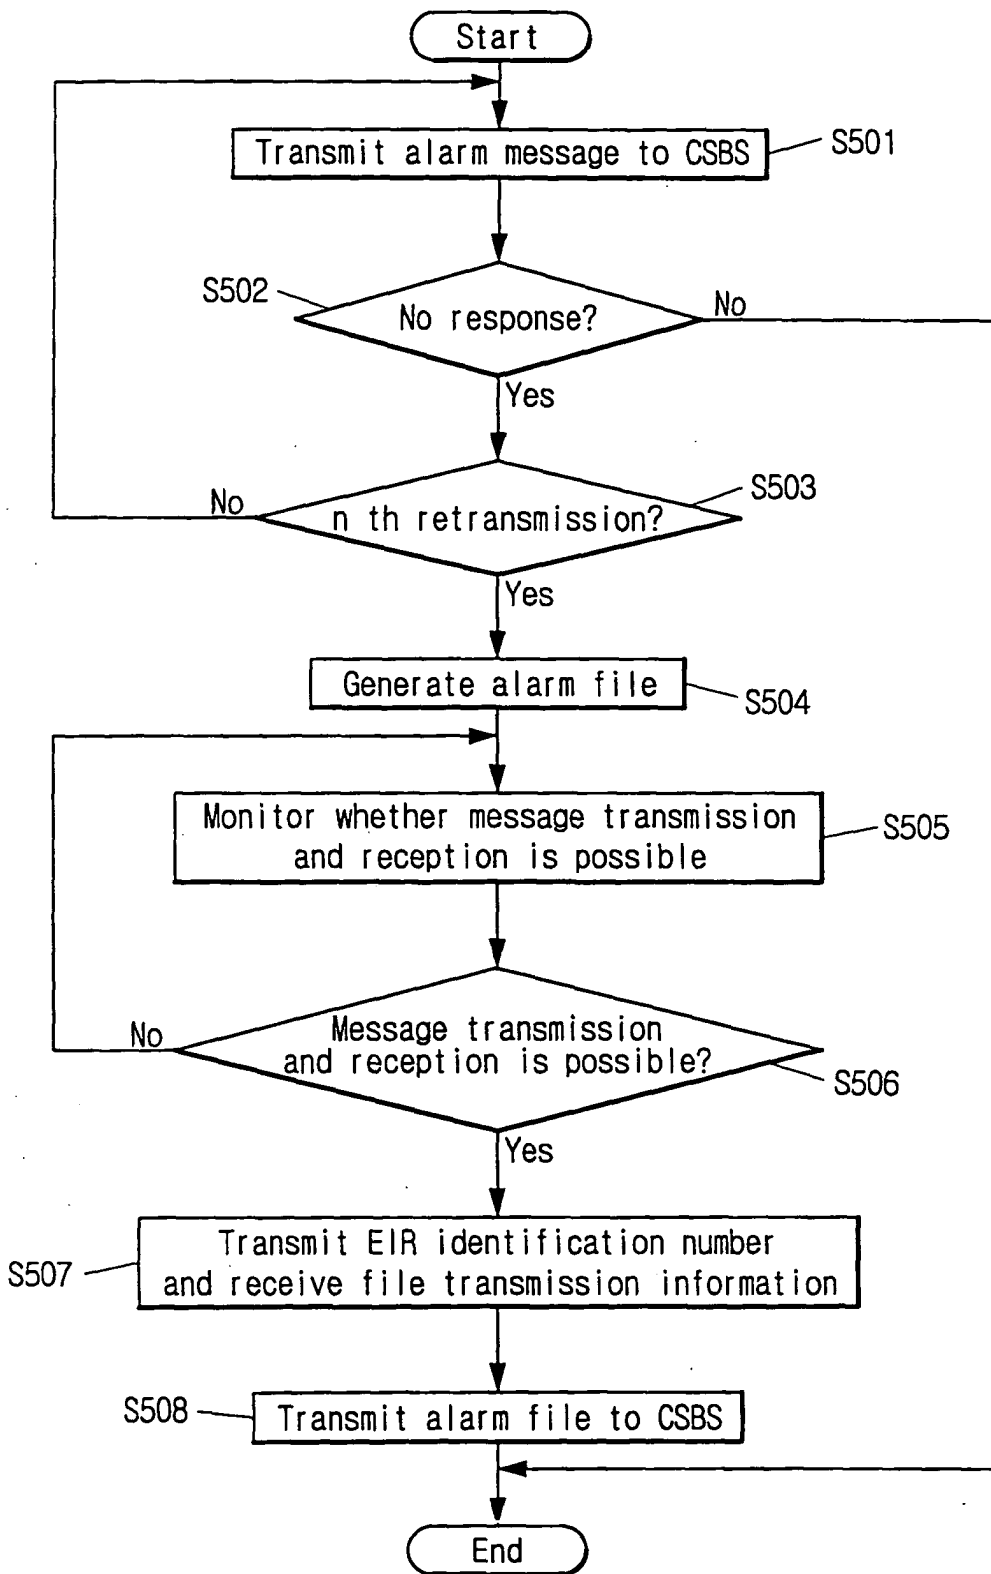 Start
Transmit alarm message to CSBS
S501
S502
No response?
No
Yes
S503
No
n th retransmission?
Yes
Generate alarm file
S504
Monitor whether message transmission
and reception is possible
S505
No
Message transmission
and reception is possible?
S506
Yes
S507
Transmit EIR identification number
and receive file transmission information
S508
Transmit alarm file to CSBS
End